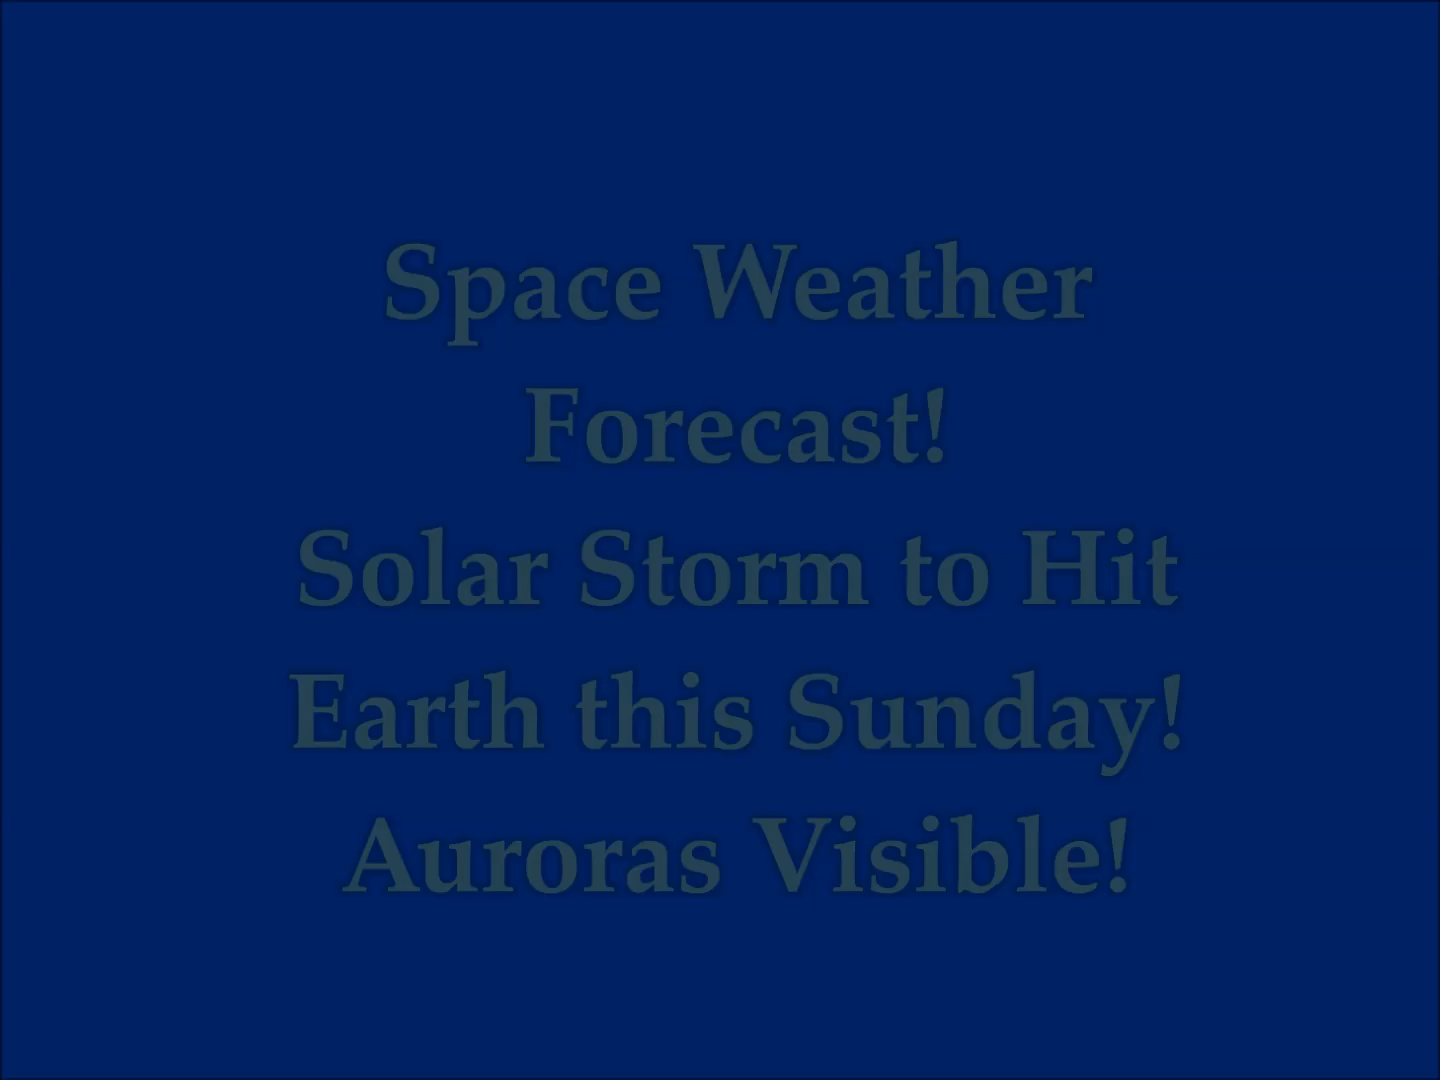 Space Weather
Forecast!
Solar Storm to Hit
Earth this Sunday!
Auroras Visible!